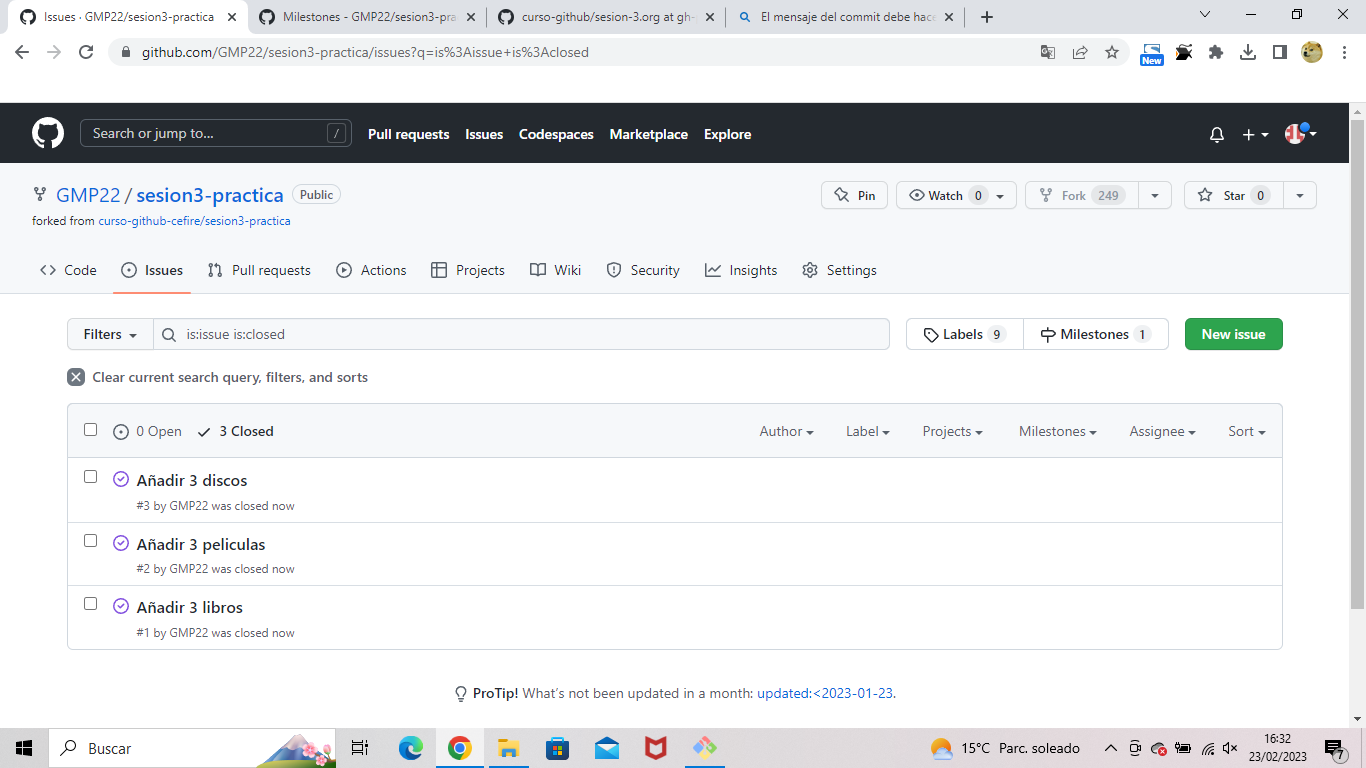 Issues · GMP22/sesion3-practica
Milestones - GMP22/sesion3-pra
curso-github/sesion-3.org at gh-
El mensaje del commit debe hace
github.com/GMP22/sesion3-practica/issues?q=is%3Aissue+is%3Aclosed
New
Search or jump to...
/
Pull requests
Issues
Codespaces
Marketplace
Explore
GMP22 / sesion3-practica
Public
Pin
Watch 0
Fork 249
Star 0
forked from curso-github-cefire/sesion3-practica
Code
Issues
Pull requests
Actions
Projects
Wiki
Security
Insights
Settings
Filters
is:issue is:closed
Labels 9
Milestones 1
New issue
Clear current search query, filters, and sorts
0 Open
3 Closed
Author
Label
Projects
Milestones
Assignee
Sort
Añadir 3 discos
#3 by GMP22 was closed now
Añadir 3 peliculas
#2 by GMP22 was closed now
Añadir 3 libros
#1 by GMP22 was closed now
ProTip! What's not been updated in a month: updated:<2023-01-23.
Buscar
15°C Parc. soleado
16:32
23/02/2023
7